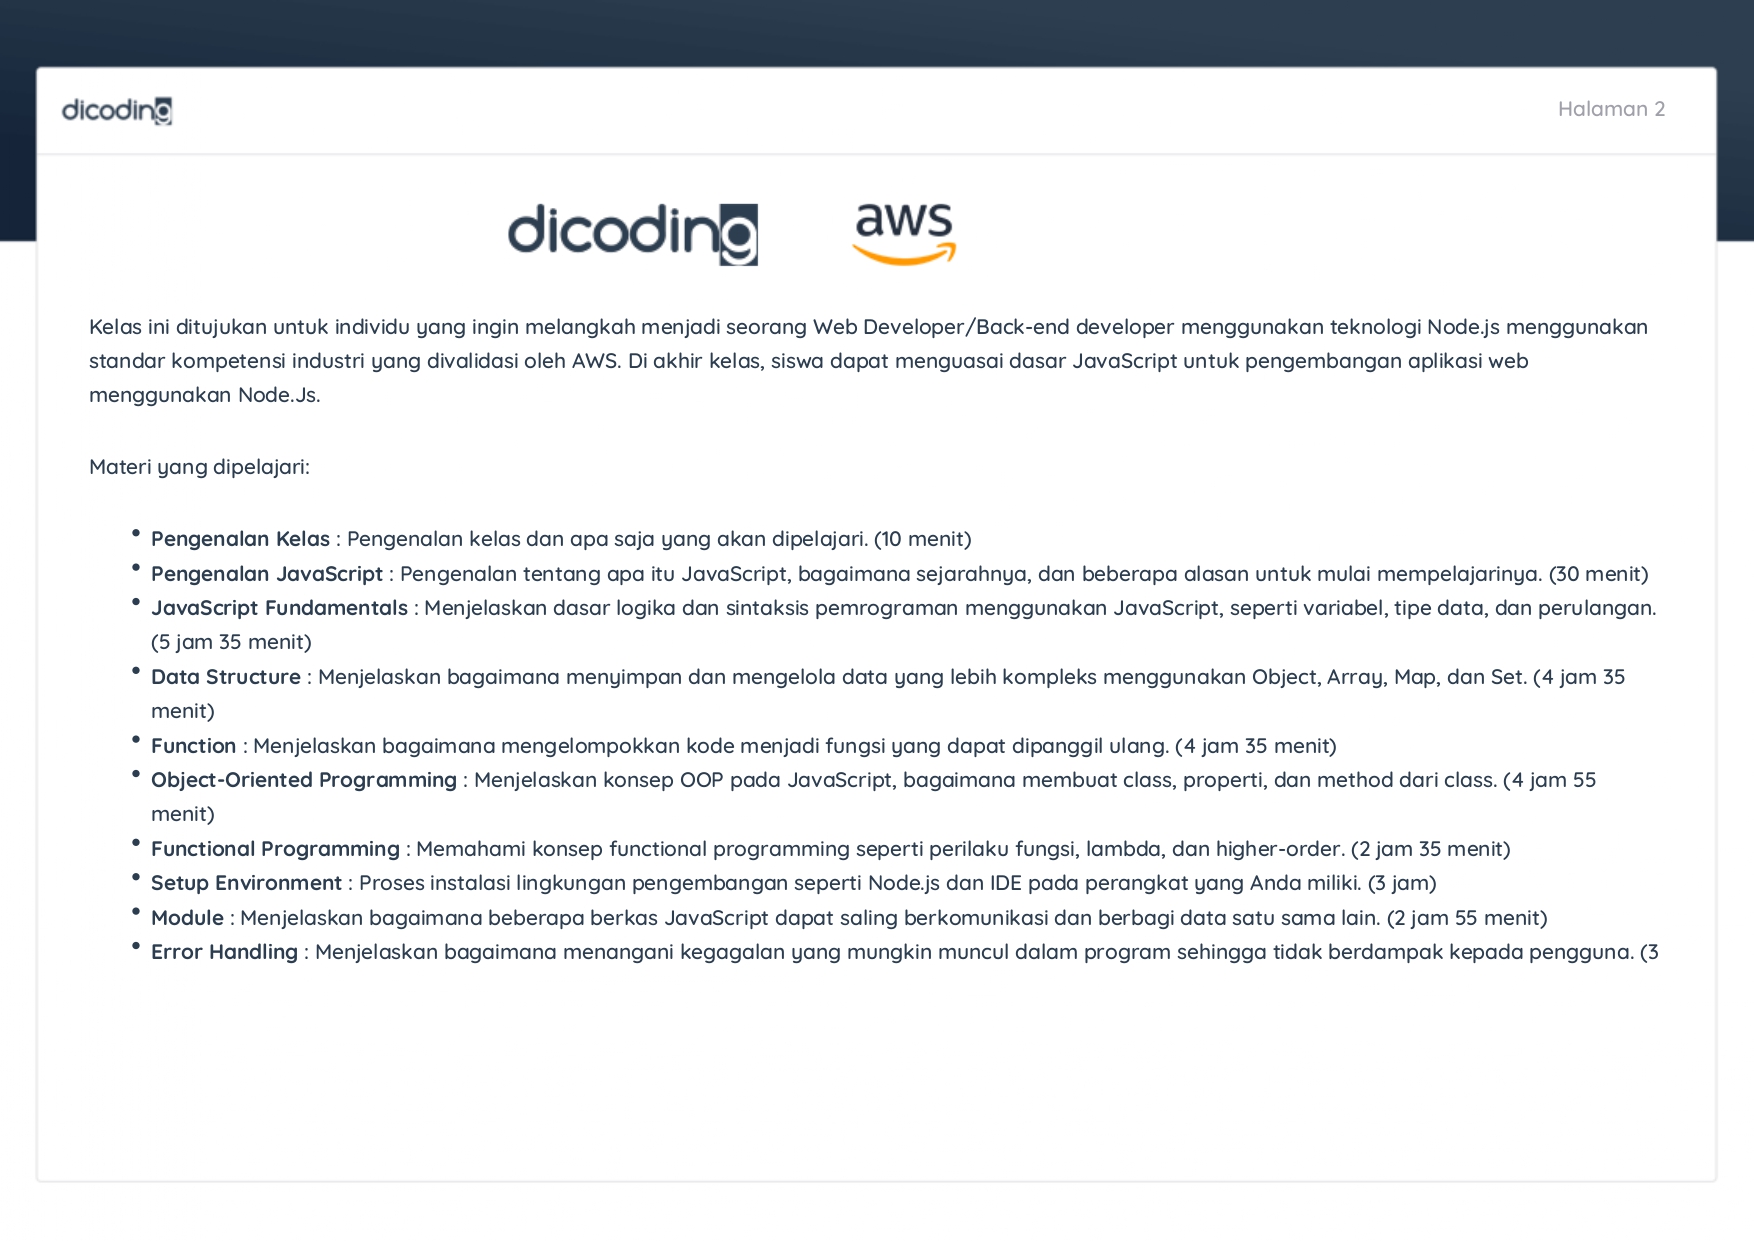 dicoding
Halaman 2
dicoding
aws
Kelas ini ditujukan untuk individu yang ingin melangkah menjadi seorang Web Developer/Back-end developer menggunakan teknologi Node.js menggunakan
standar kompetensi industri yang divalidasi oleh AWS. Di akhir kelas, siswa dapat menguasai dasar JavaScript untuk pengembangan aplikasi web
menggunakan Node.Js.
Materi yang dipelajari:
• Pengenalan Kelas : Pengenalan kelas dan apa saja yang akan dipelajari. (10 menit)
• Pengenalan JavaScript : Pengenalan tentang apa itu JavaScript, bagaimana sejarahnya, dan beberapa alasan untuk mulai mempelajarinya. (30 menit)
• JavaScript Fundamentals : Menjelaskan dasar logika dan sintaksis pemrograman menggunakan JavaScript, seperti variabel, tipe data, dan perulangan.
(5 jam 35 menit)
• Data Structure : Menjelaskan bagaimana menyimpan dan mengelola data yang lebih kompleks menggunakan Object, Array, Map, dan Set. (4 jam 35
menit)
• Function : Menjelaskan bagaimana mengelompokkan kode menjadi fungsi yang dapat dipanggil ulang. (4 jam 35 menit)
• Object-Oriented Programming : Menjelaskan konsep OOP pada JavaScript, bagaimana membuat class, properti, dan method dari class. (4 jam 55
menit)
• Functional Programming : Memahami konsep functional programming seperti perilaku fungsi, lambda, dan higher-order. (2 jam 35 menit)
• Setup Environment : Proses instalasi lingkungan pengembangan seperti Node.js dan IDE pada perangkat yang Anda miliki. (3 jam)
• Module : Menjelaskan bagaimana beberapa berkas JavaScript dapat saling berkomunikasi dan berbagi data satu sama lain. (2 jam 55 menit)
• Error Handling : Menjelaskan bagaimana menangani kegagalan yang mungkin muncul dalam program sehingga tidak berdampak kepada pengguna. (3